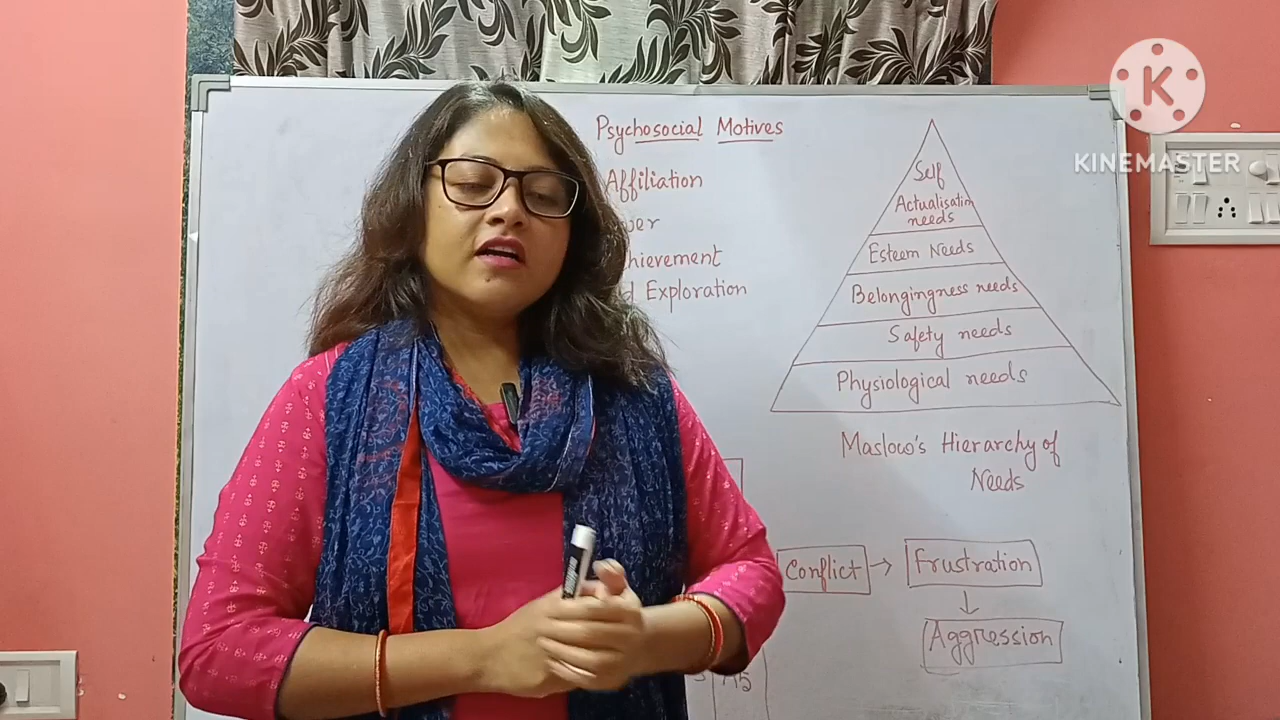 Psychosocial Motives
Affiliation
Exploration
Self
Actualisation
needs
Esteem Needs
Belongingness needs
Safety needs
Physiological needs
Maslow's Hierarchy of
Needs
Conflict → Frustration
↓
Aggression
K
KINEMASTER